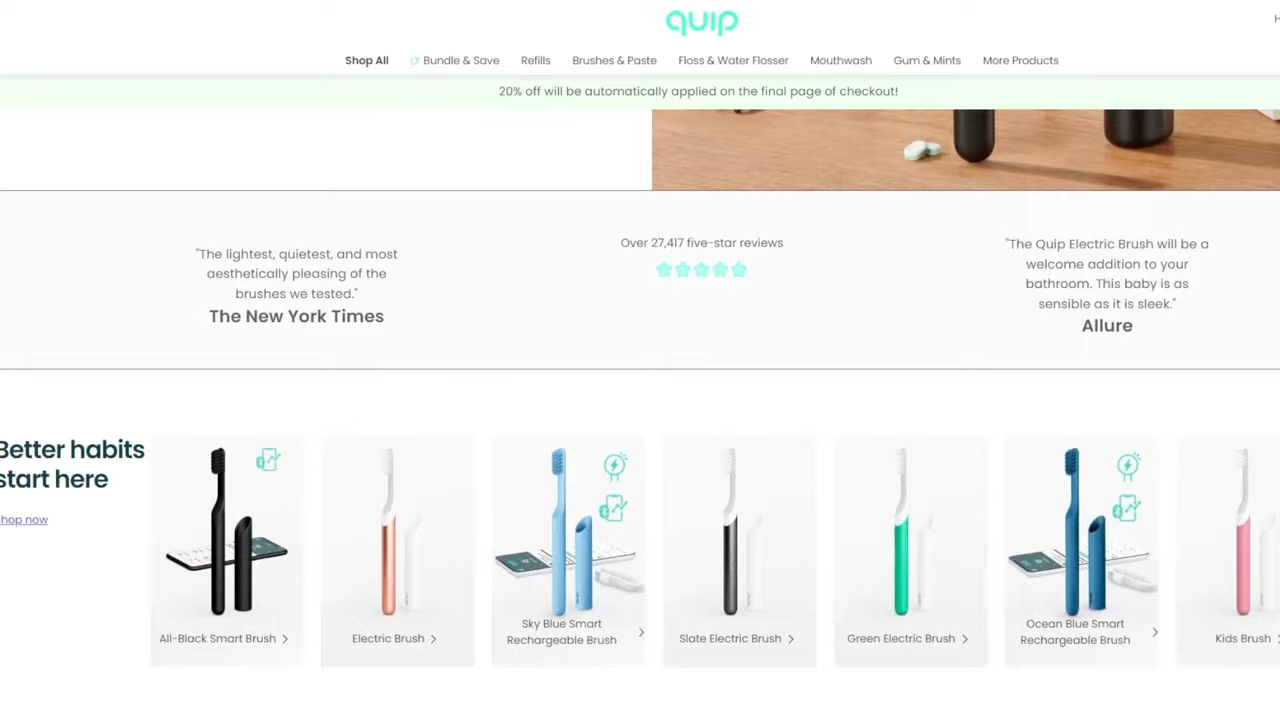 quip
H
Shop All
Bundle & Save
Refills
Brushes & Paste
Floss & Water Flosser
Mouthwash
Gum & Mints
More Products
20% off will be automatically applied on the final page of checkout!
"The lightest, quietest, and most
aesthetically pleasing of the
brushes we tested."
The New York Times
Over 27,417 five-star reviews
"The Quip Electric Brush will be a
welcome addition to your
bathroom. This baby is as
sensible as it is sleek."
Allure
Better habits
start here
hop now
All-Black Smart Brush
Electric Brush
Sky Blue Smart
Rechargeable Brush
Slate Electric Brush
Green Electric Brush
Ocean Blue Smart
Rechargeable Brush
Kids Brush